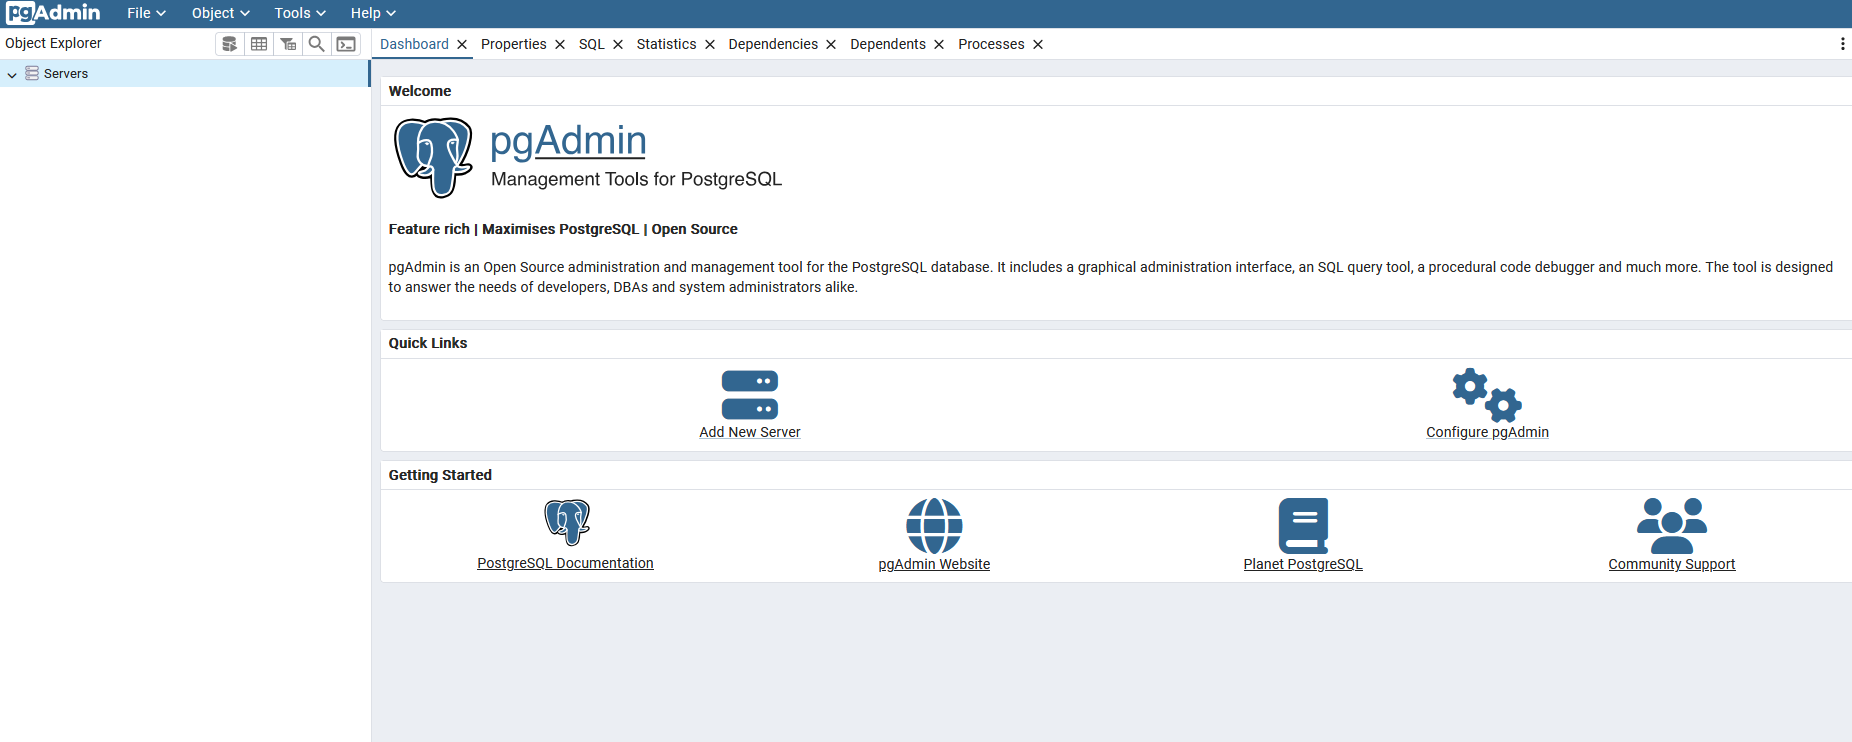 pgAdmin File Object Tools Help
Object Explorer
Dashboard Properties SQL Statistics Dependencies Dependents Processes
Servers
Welcome
pgAdmin
Management Tools for PostgreSQL
Feature rich | Maximises PostgreSQL | Open Source
pgAdmin is an Open Source administration and management tool for the PostgreSQL database. It includes a graphical administration interface, an SQL query tool, a procedural code debugger and much more. The tool is designed
to answer the needs of developers, DBAs and system administrators alike.
Quick Links
Add New Server Configure pgAdmin
Getting Started
PostgreSQL Documentation pgAdmin Website Planet PostgreSQL Community Support